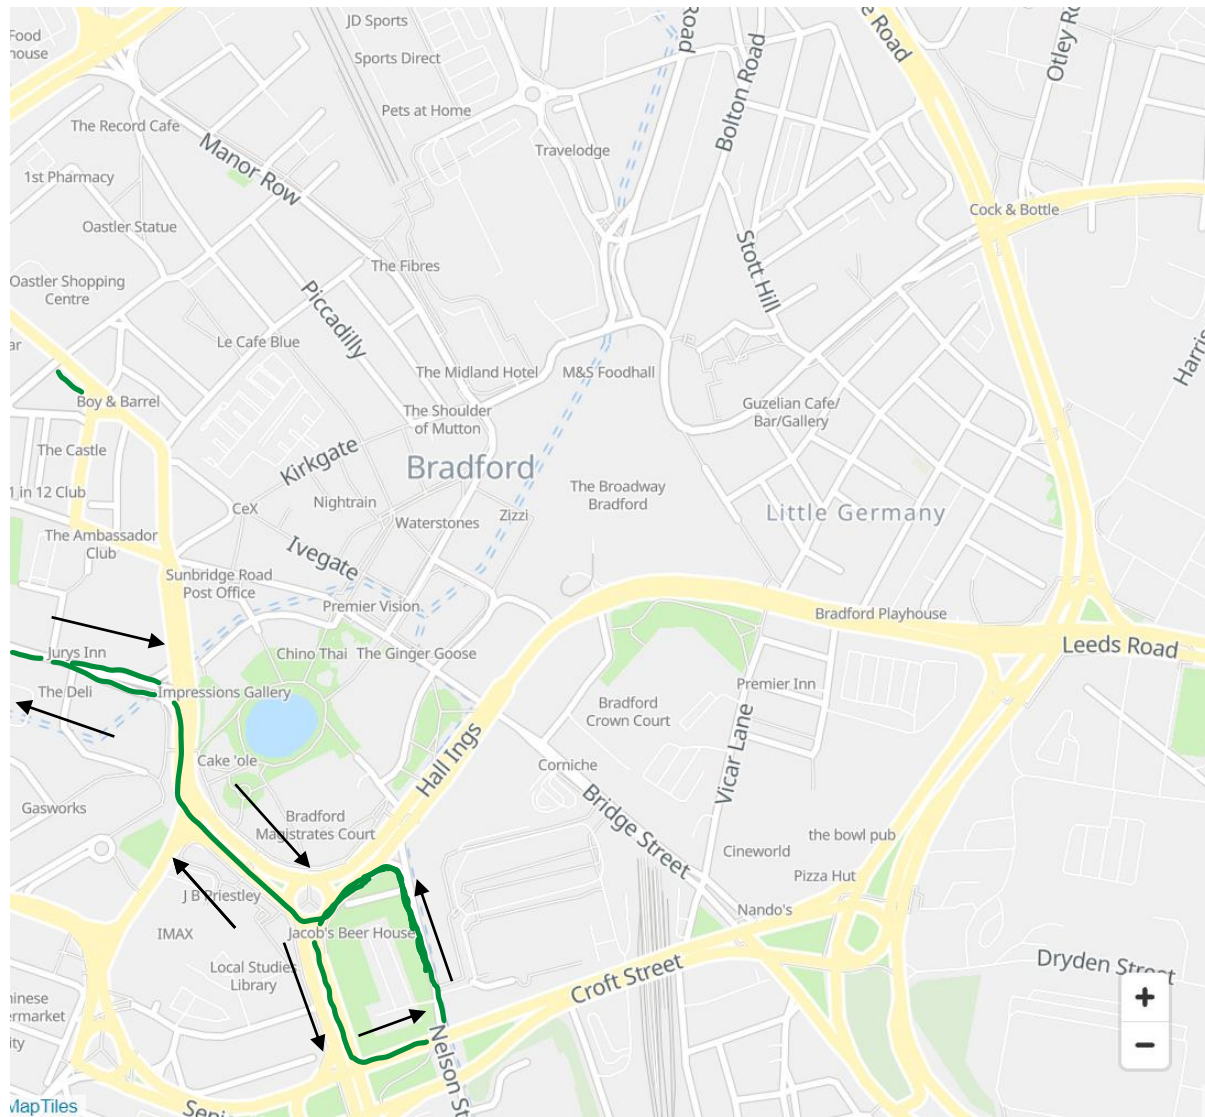 Food
house
JD Sports
Sports Direct
Pets at Home
Road
Bolton Road
Road
Otley Ro
The Record Cafe
Manor Row
Travelodge
1st Pharmacy
Cock & Bottle
Oastler Statue
Stott Hill
The Fibres
Oastler Shopping
Centre
Piccadilly
Le Cafe Blue
Harris
The Midland Hotel
M&S Foodhall
Boy & Barrel
The Shoulder
of Mutton
Guzelian Cafe/
Bar/Gallery
The Castle
Kirkgate
Bradford
1 in 12 Club
CeX
Nightrain
Waterstones
Zizzi
The Broadway
Bradford
Little Germany
The Ambassador
Club
Ivegate
Sunbridge Road
Post Office
Premier Vision
Bradford Playhouse
Leeds Road
Jurys Inn
Chino Thai
The Ginger Goose
The Deli
Impressions Gallery
Premier Inn
Bradford
Crown Court
Hall Ings
Vicar Lane
Cake 'ole
Corniche
Gasworks
Bradford
Magistrates Court
Bridge Street
the bowl pub
Cineworld
Pizza Hut
J B Priestley
Nando's
IMAX
Jacob's Beer House
Local Studies
Library
Croft Street
Dryden Street
hinese
ermarket
ity
Nelson St
+
−
MapTiles